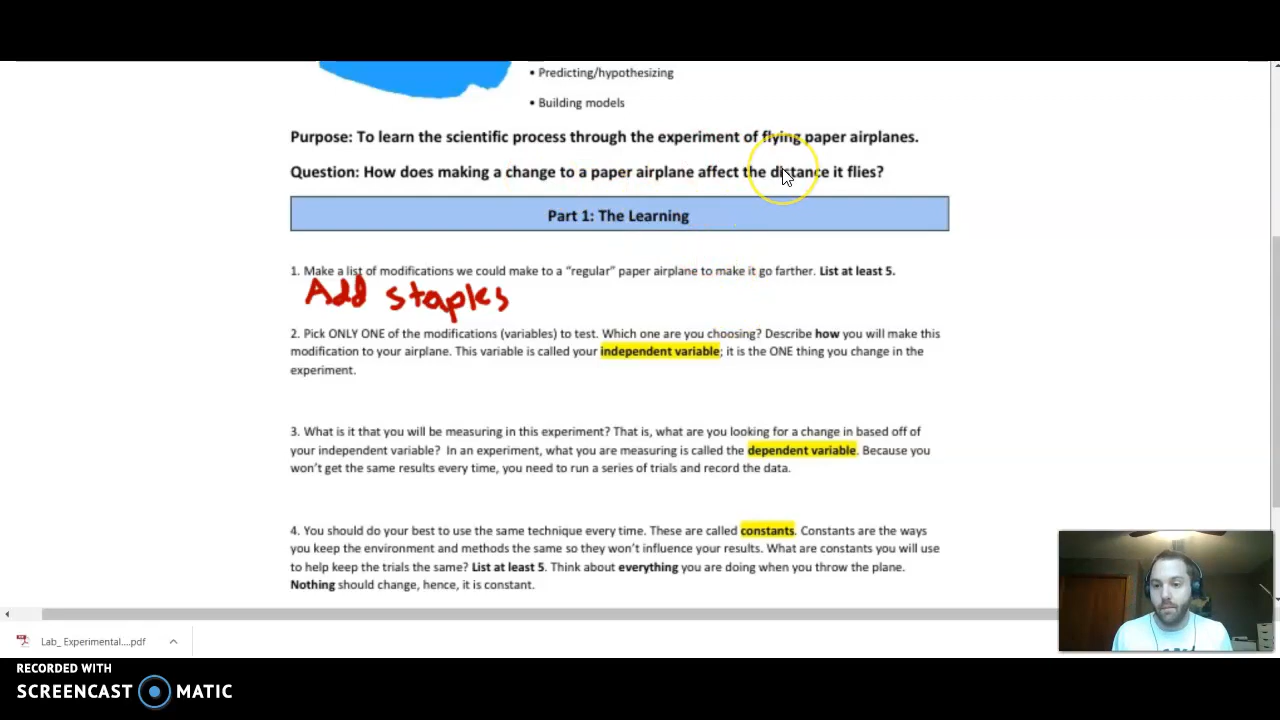 • Predicting/hypothesizing
• Building models
Purpose: To learn the scientific process through the experiment of flying paper airplanes.
Question: How does making a change to a paper airplane affect the distance it flies?
Part 1: The Learning
1. Make a list of modifications we could make to a “regular” paper airplane to make it go farther. List at least 5.
Add staples
2. Pick ONLY ONE of the modifications (variables) to test. Which one are you choosing? Describe how you will make this
modification to your airplane. This variable is called your independent variable; it is the ONE thing you change in the
experiment.
3. What is it that you will be measuring in this experiment? That is, what are you looking for a change in based off of
your independent variable? In an experiment, what you are measuring is called the dependent variable. Because you
won’t get the same results every time, you need to run a series of trials and record the data.
4. You should do your best to use the same technique every time. These are called constants. Constants are the ways
you keep the environment and methods the same so they won’t influence your results. What are constants you will use
to help keep the trials the same? List at least 5. Think about everything you are doing when you throw the plane.
Nothing should change, hence, it is constant.
Lab_ Experimental....pdf
RECORDED WITH
SCREENCAST MATIC